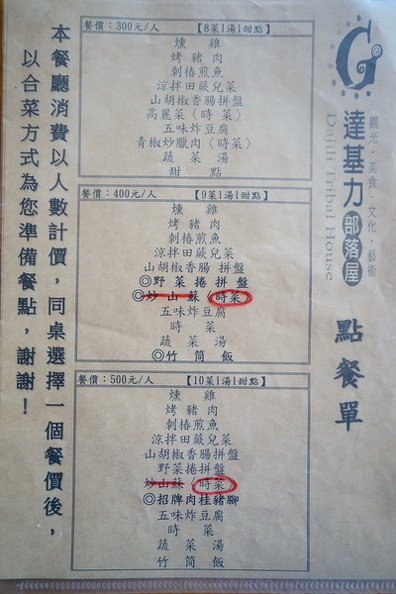 G
達基力部落屋
Dajili Tribal House
觀光.美食.文化.藝術
點餐單
餐價:300元/人 【8菜1湯1甜點】
燻雞
烤豬肉
刺椿煎魚
涼拌田蕨兒菜
山胡椒香腸拼盤
高麗菜〈時菜〉
五味炸豆腐
青椒炒臘肉〈時菜〉
蔬菜湯
甜點
餐價:400元/人 【9菜1湯1甜點】
燻雞
烤豬肉
刺椿煎魚
涼拌田蕨兒菜
山胡椒香腸拼盤
◎野菜捲拼盤
◎炒山蘇〈時菜〉
五味炸豆腐
時菜
蔬菜湯
◎竹筒飯
餐價:500元/人 【10菜1湯1甜點】
燻雞
烤豬肉
刺椿煎魚
涼拌田蕨兒菜
山胡椒香腸拼盤
野菜捲拼盤
炒山蘇〈時菜〉
◎招牌肉桂豬腳
五味炸豆腐
時菜
蔬菜湯
竹筒飯
本餐廳消費以人數計價,同桌選擇一個餐價後,
以合菜方式為您準備餐點,謝謝!